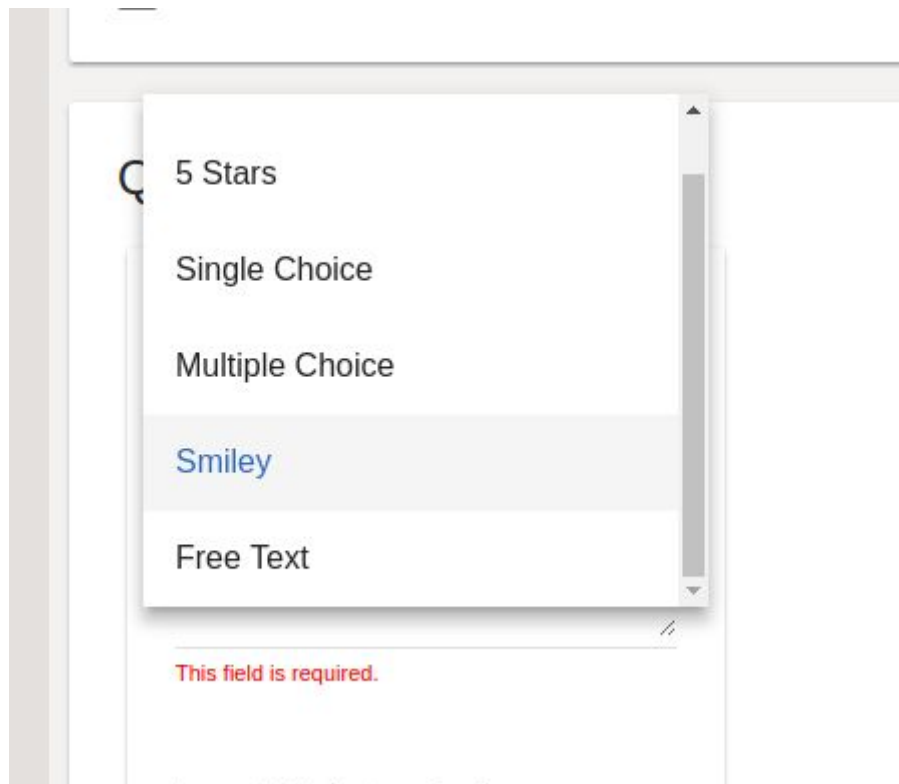 5 Stars
Single Choice
Multiple Choice
Smiley
Free Text
This field is required.